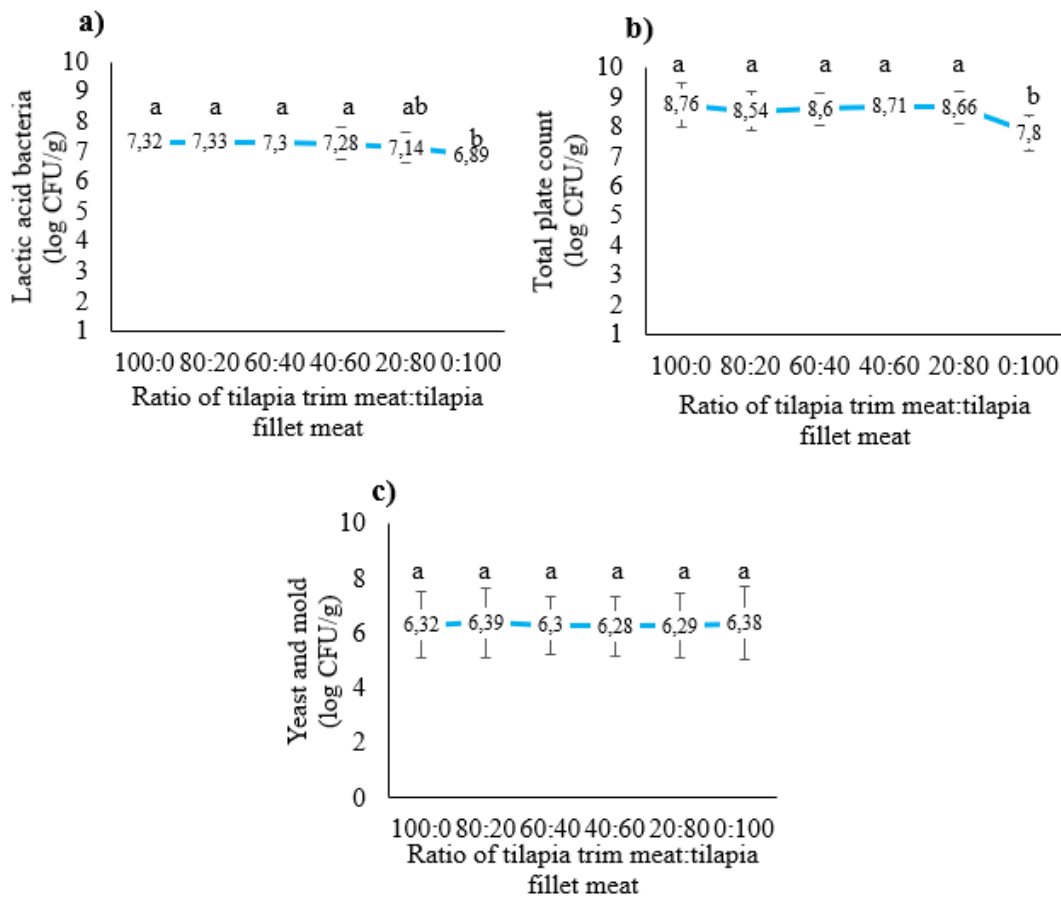 a)
Lactic acid bacteria
(log CFU/g)
10
9
8
7
6
5
4
3
2
1
a a a a ab b
7,32 7,33 7,3 7,28 7,14 6,89
100:0 80:20 60:40 40:60 20:80 0:100
Ratio of tilapia trim meat:tilapia
fillet meat
b)
Total plate count
(log CFU/g)
10
9
8
7
6
5
4
3
2
1
a a a a a b
8,76 8,54 8,6 8,71 8,66 7,8
100:0 80:20 60:40 40:60 20:80 0:100
Ratio of tilapia trim meat:tilapia
fillet meat
c)
Yeast and mold
(log CFU/g)
10
8
6
4
2
0
a a a a a a
6,32 6,39 6,3 6,28 6,29 6,38
100:0 80:20 60:40 40:60 20:80 0:100
Ratio of tilapia trim meat:tilapia
fillet meat